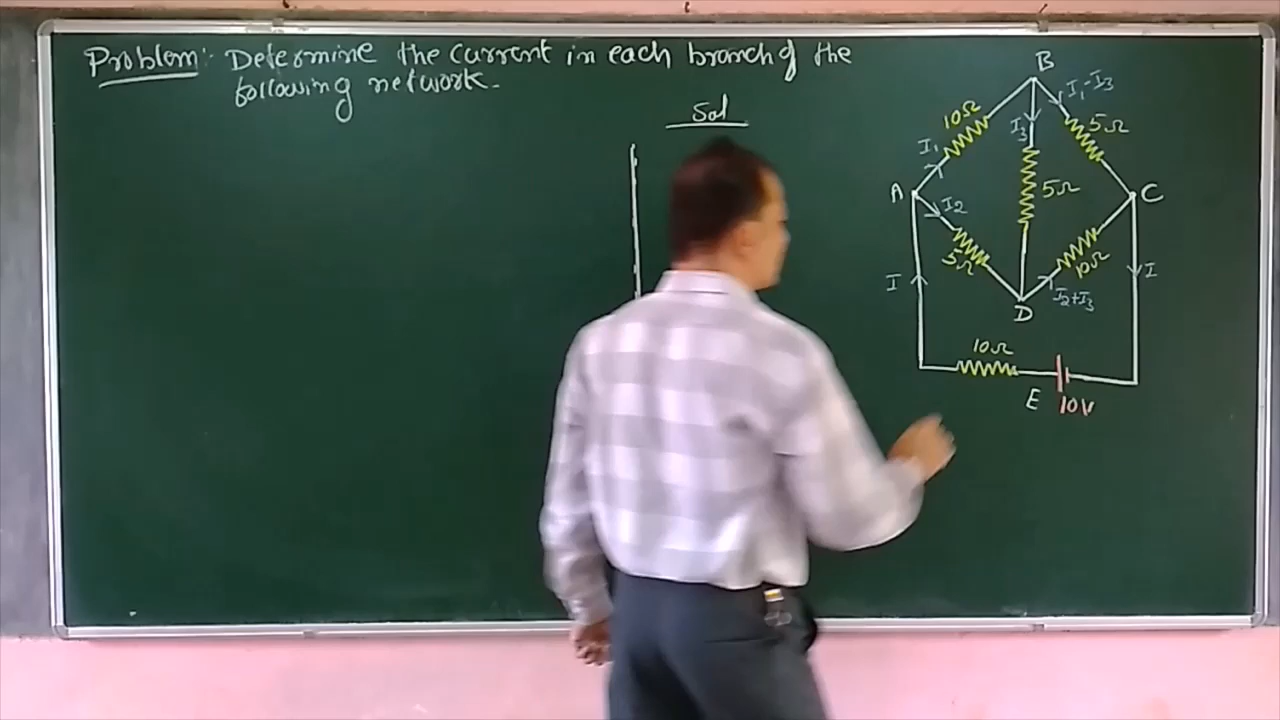 Problem: Determine the current in each branch of the
following network.
Sol
B
I₁-I₃
10Ω
I₃
5Ω
I₁
5Ω
A
I₂
C
5Ω
10Ω
I
I
I₂+I₃
D
10Ω
E
10V